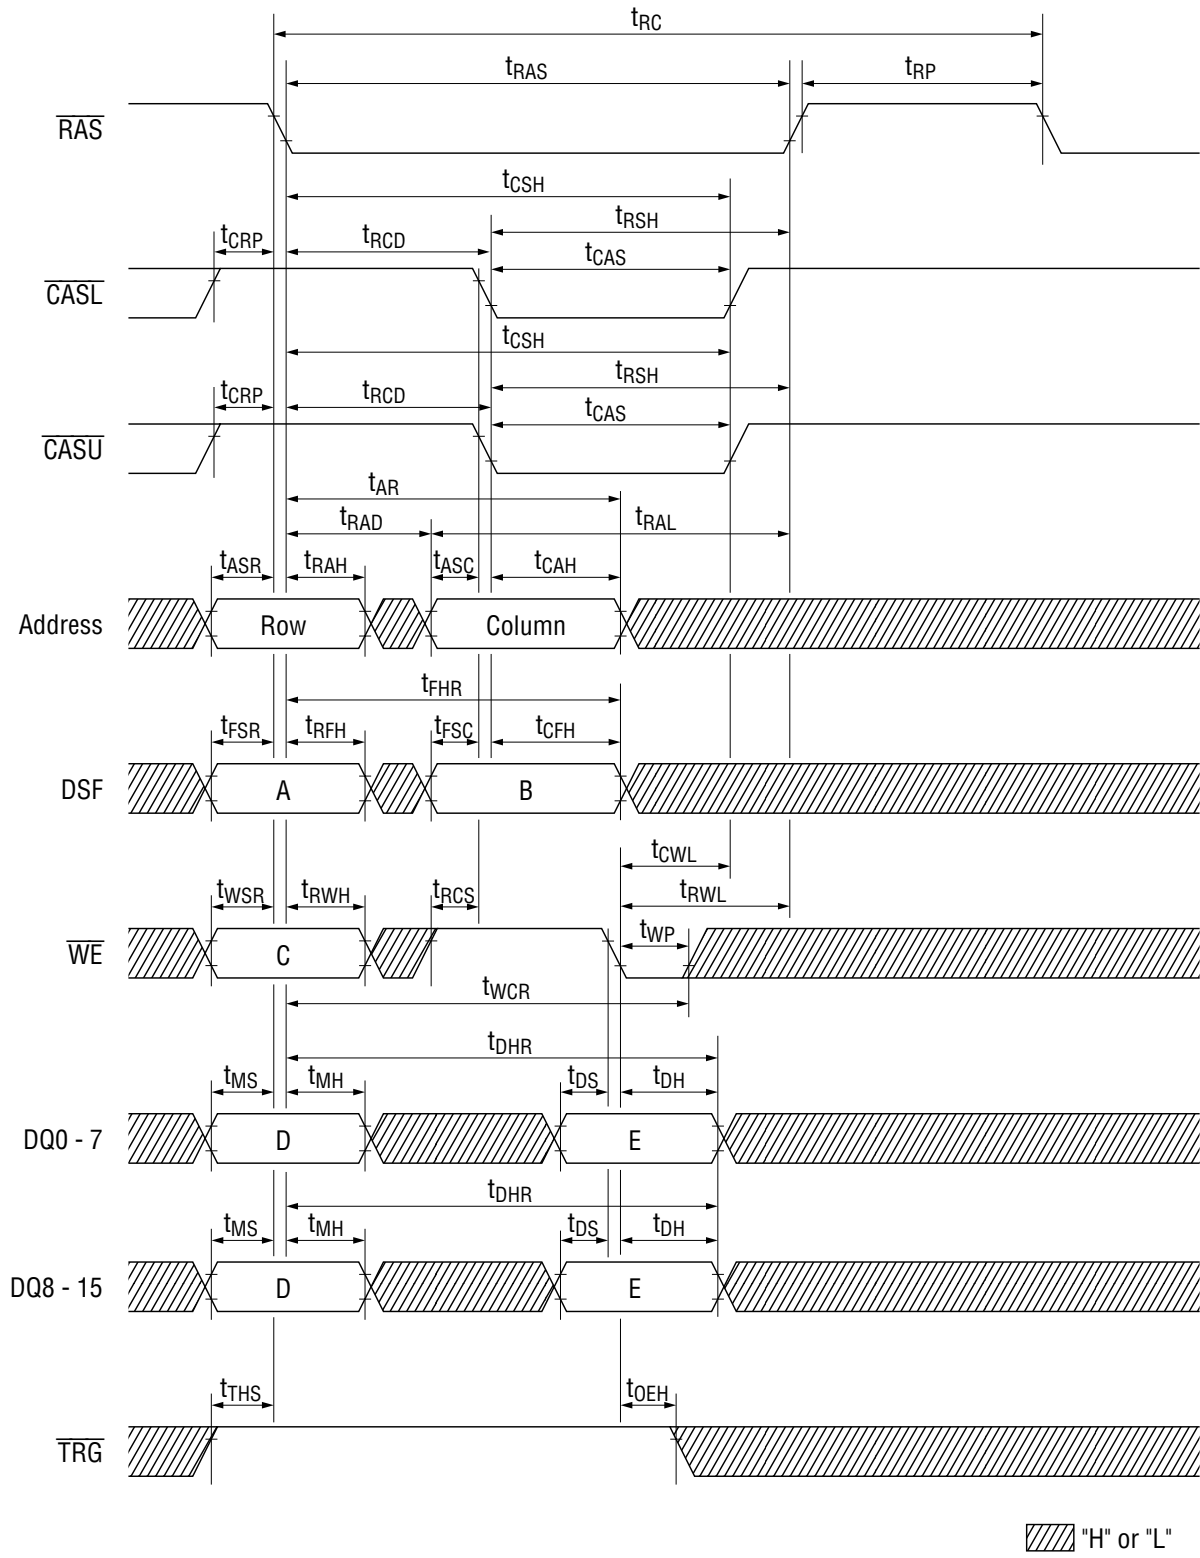 tRC
tRAS
tRP
RAS
tCSH
tRSH
tCRP
tRCD
tCAS
CASL
tCSH
tRSH
tCRP
tRCD
tCAS
CASU
tAR
tRAD
tRAL
tASR
tRAH
tASC
tCAH
Address
Row
Column
tFHR
tFSR
tRFH
tFSC
tCFH
DSF
A
B
tCWL
tWSR
tRWH
tRCS
tRWL
tWP
WE
C
tWCR
tDHR
tMS
tMH
tDS
tDH
DQ0 - 7
D
E
tDHR
tMS
tMH
tDS
tDH
DQ8 - 15
D
E
tTHS
tOEH
TRG
"H" or "L"